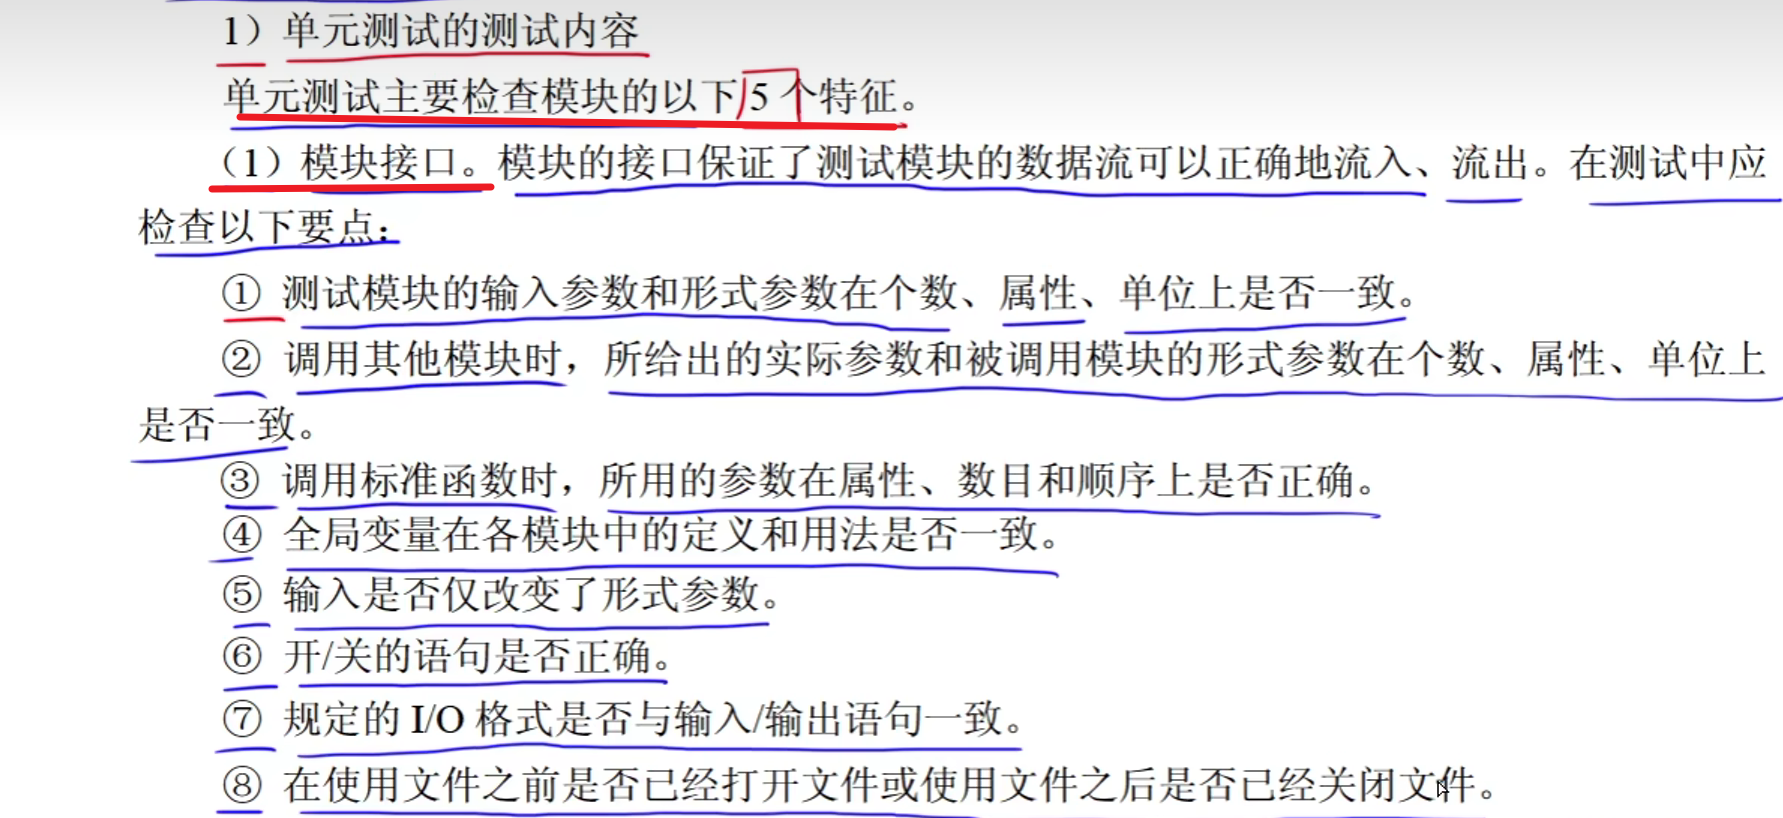 1）单元测试的测试内容
单元测试主要检查模块的以下5个特征。
（1）模块接口。模块的接口保证了测试模块的数据流可以正确地流入、流出。在测试中应
检查以下要点：
① 测试模块的输入参数和形式参数在个数、属性、单位上是否一致。
② 调用其他模块时，所给出的实际参数和被调用模块的形式参数在个数、属性、单位上
是否一致。
③ 调用标准函数时，所用的参数在属性、数目和顺序上是否正确。
④ 全局变量在各模块中的定义和用法是否一致。
⑤ 输入是否仅改变了形式参数。
⑥ 开/关的语句是否正确。
⑦ 规定的 I/O 格式是否与输入/输出语句一致。
⑧ 在使用文件之前是否已经打开文件或使用文件之后是否已经关闭文件。